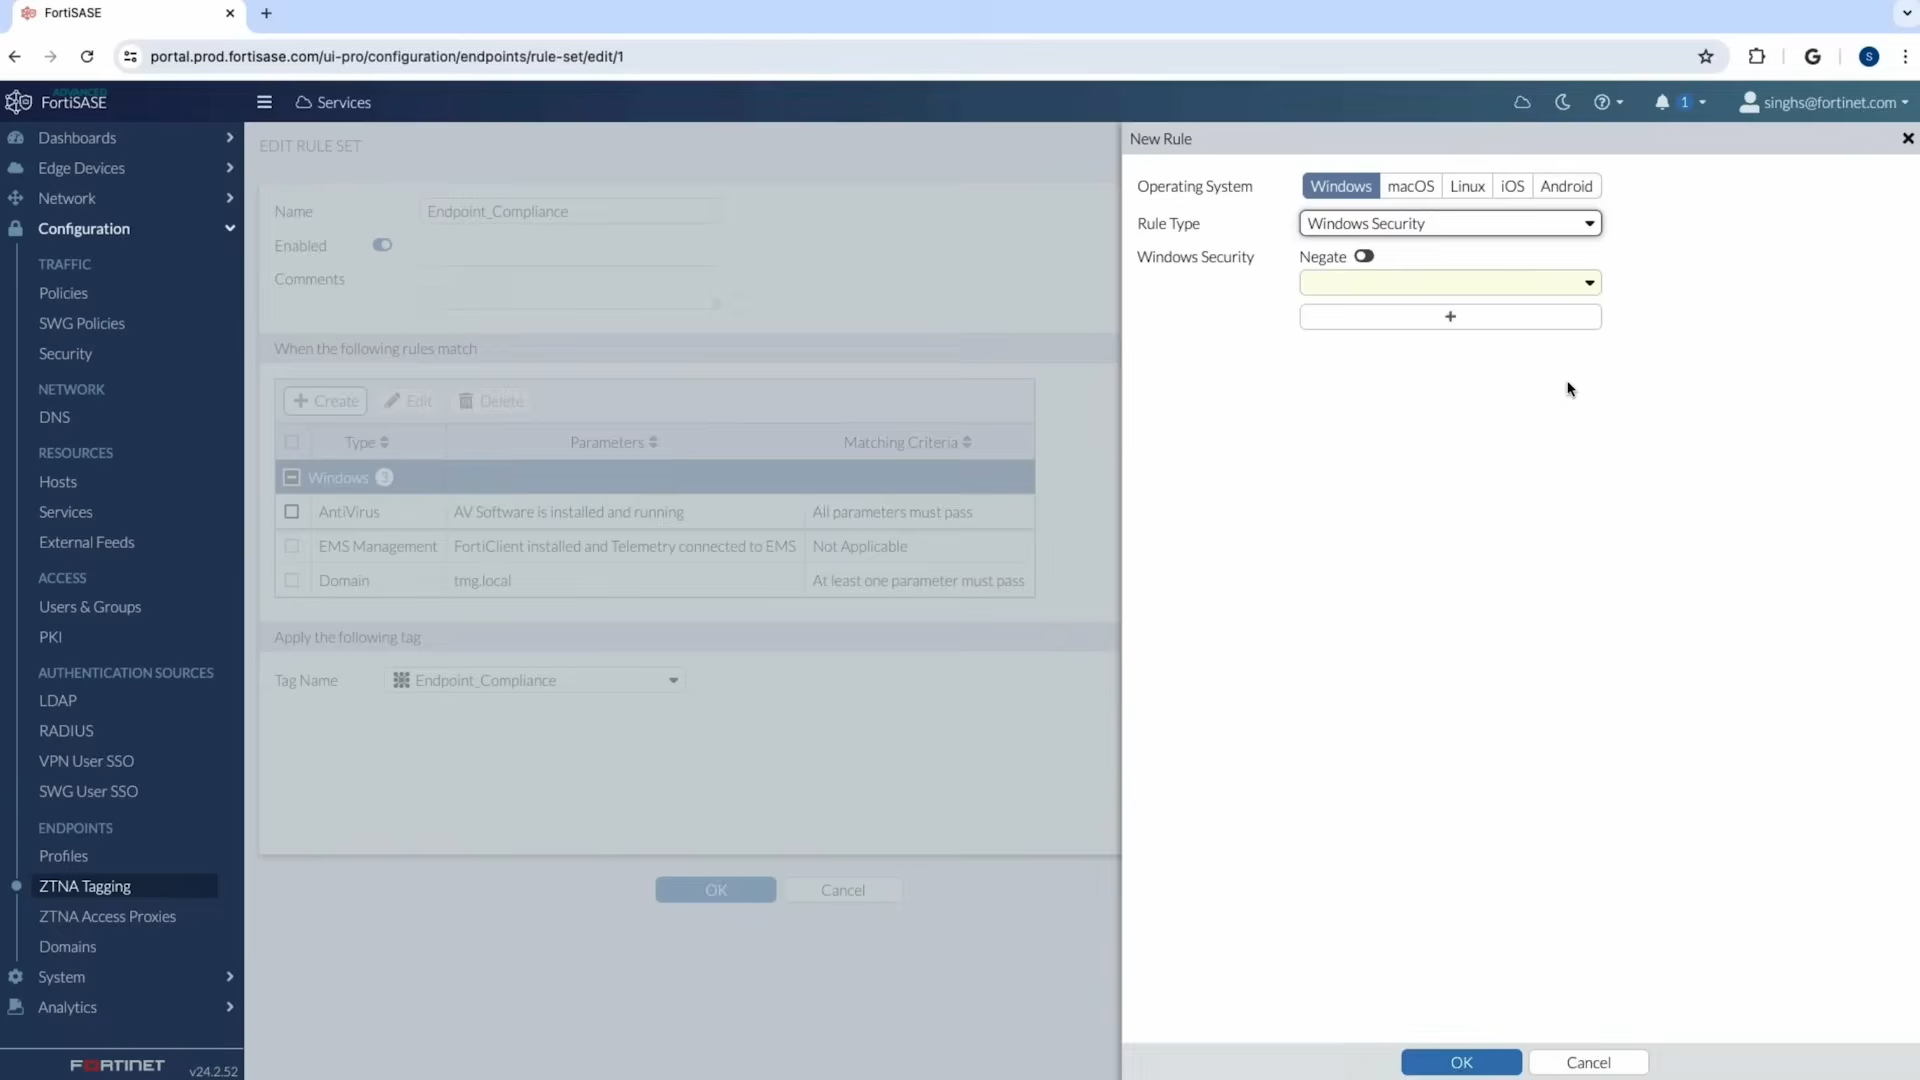 FortiSASE
portal.prod.fortisase.com/ui-pro/configuration/endpoints/rule-set/edit/1
G
S
ADVANCED
FortiSASE
Services
1
singhs@fortinet.com
Dashboards
Edge Devices
Network
Configuration
TRAFFIC
Policies
SWG Policies
Security
NETWORK
DNS
RESOURCES
Hosts
Services
External Feeds
ACCESS
Users & Groups
PKI
AUTHENTICATION SOURCES
LDAP
RADIUS
VPN User SSO
SWG User SSO
ENDPOINTS
Profiles
ZTNA Tagging
ZTNA Access Proxies
Domains
System
Analytics
FORTINET
v24.2.52
EDIT RULE SET
Name Endpoint_Compliance
Enabled
Comments
When the following rules match
+ Create Edit Delete
Type Parameters Matching Criteria
Windows 3
AntiVirus AV Software is installed and running All parameters must pass
EMS Management FortiClient installed and Telemetry connected to EMS Not Applicable
Domain tmg.local At least one parameter must pass
Apply the following tag
Tag Name Endpoint_Compliance
OK Cancel
New Rule
Operating System Windows macOS Linux iOS Android
Rule Type Windows Security
Windows Security Negate
+
OK Cancel